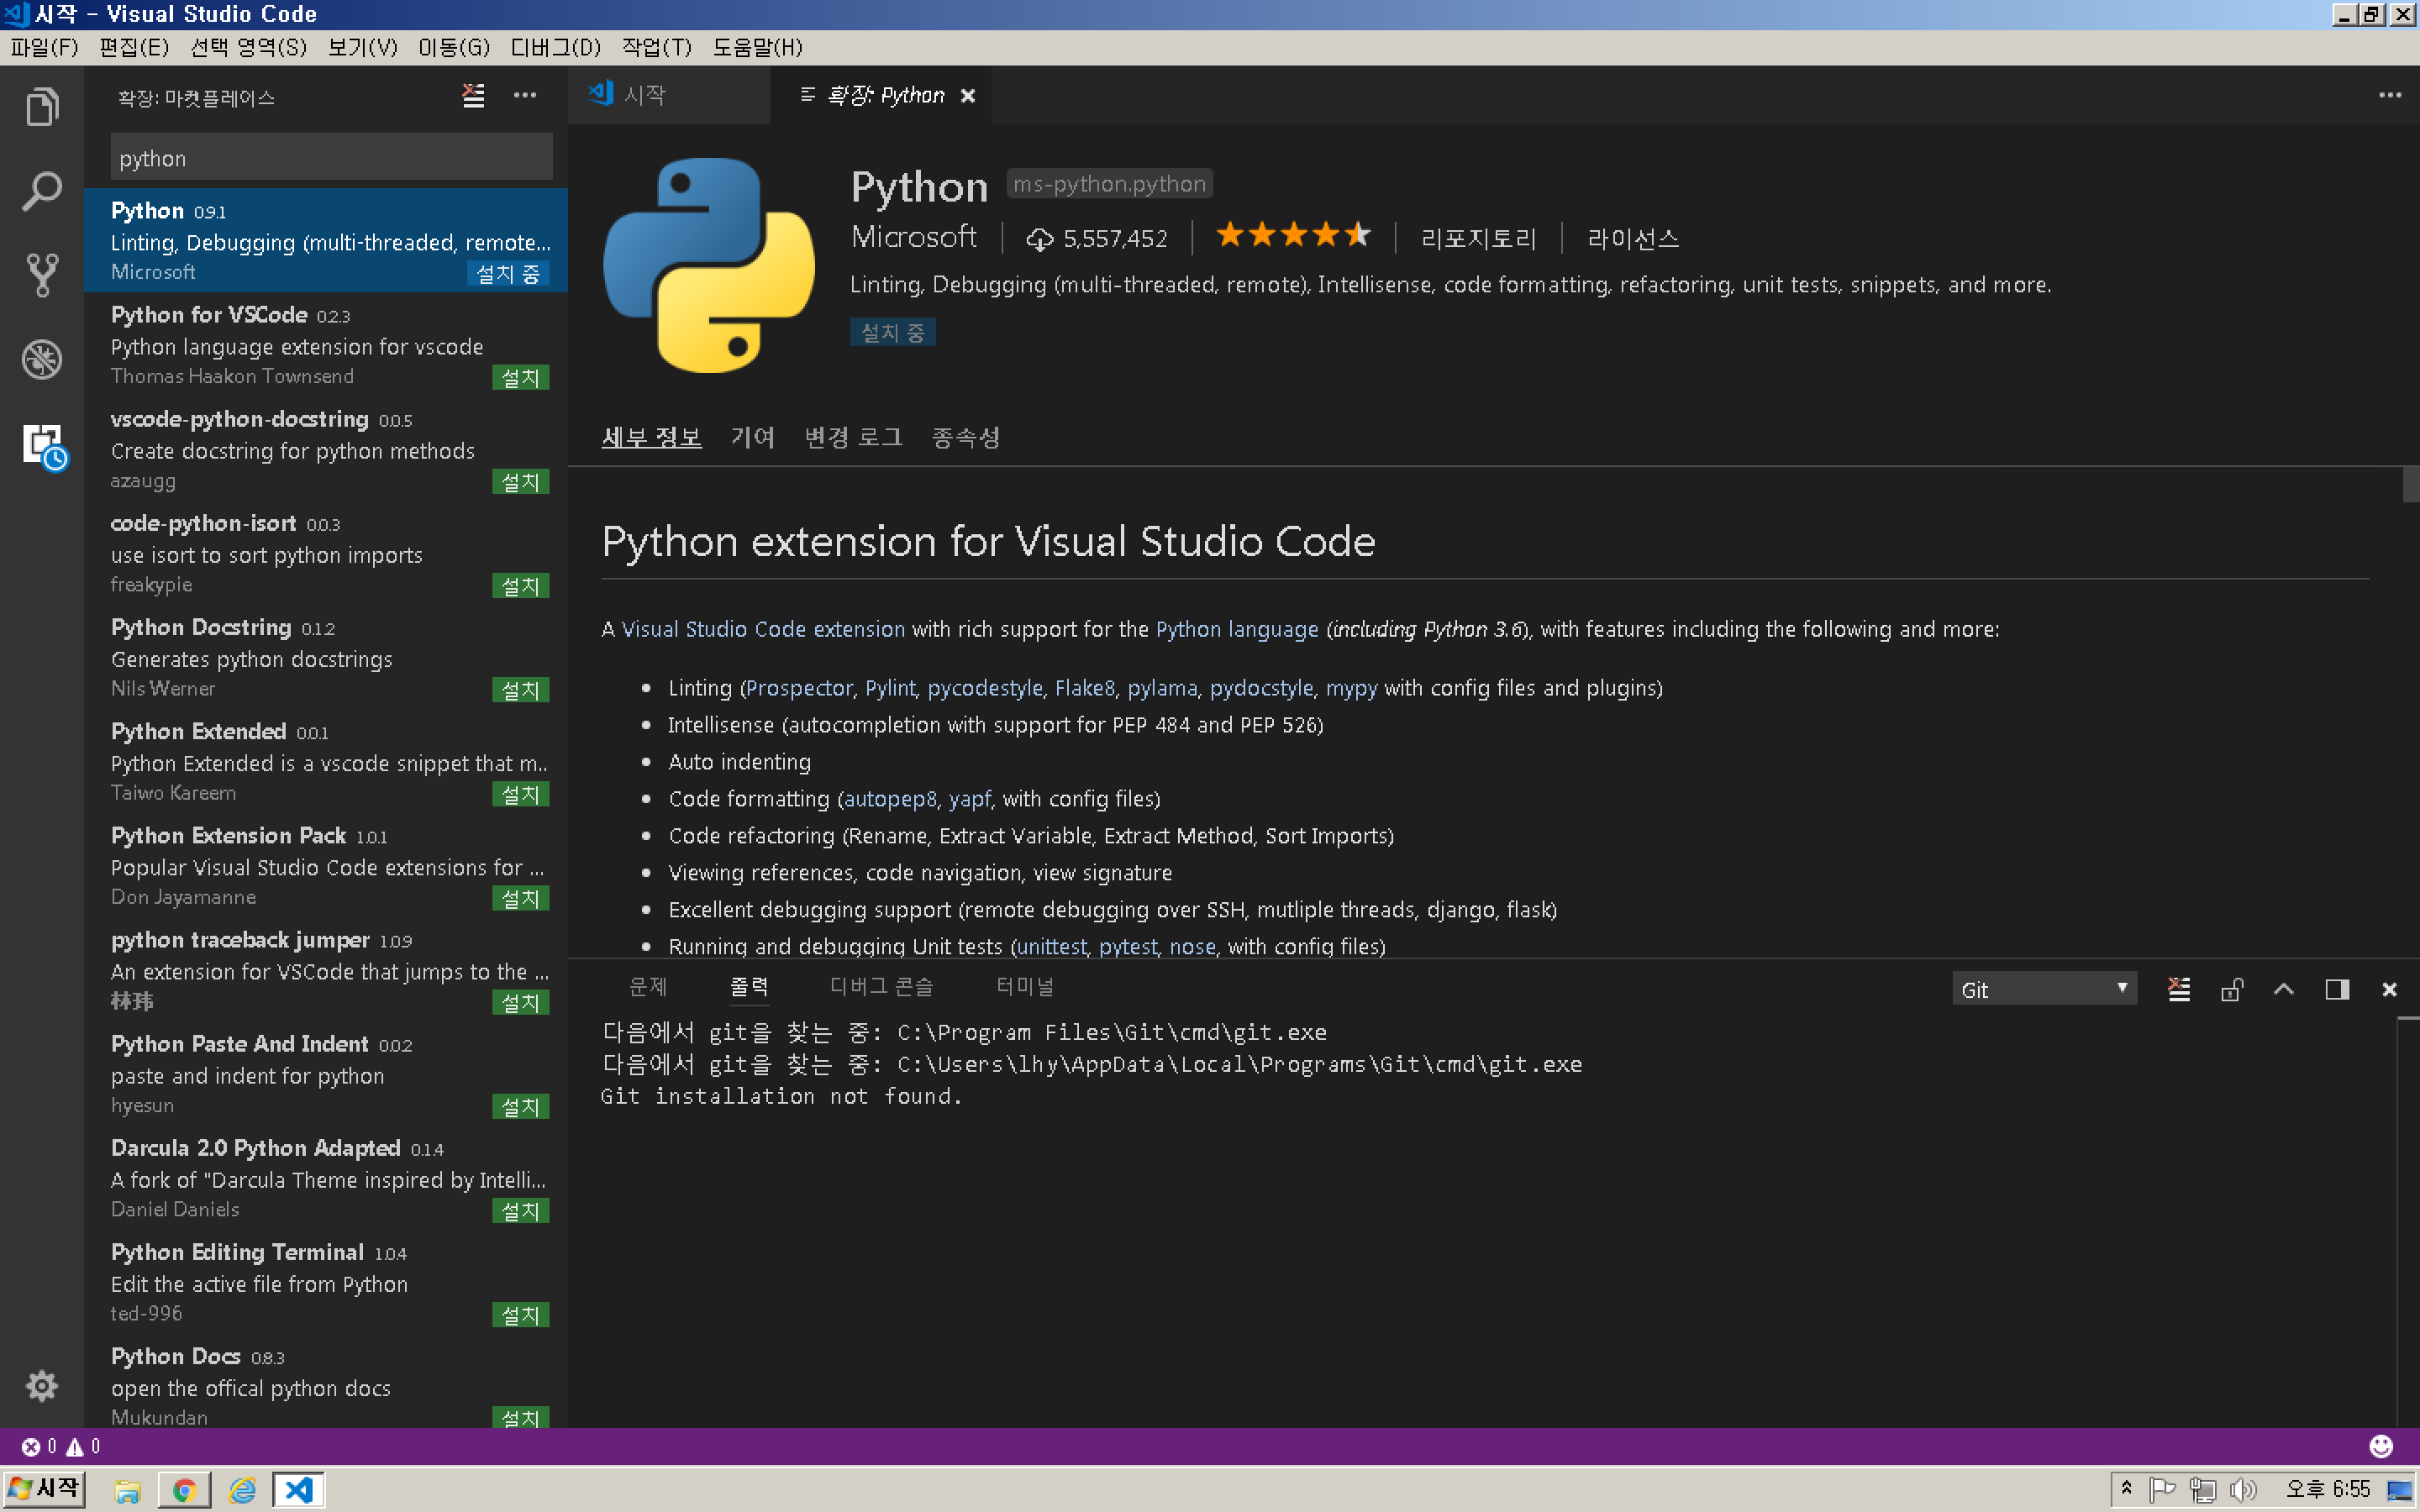 시작 - Visual Studio Code
파일(F) 편집(E) 선택 영역(S) 보기(V) 이동(G) 디버그(D) 작업(T) 도움말(H)
확장: 마켓플레이스
python
Python 0.9.1
Linting, Debugging (multi-threaded, remote...
Microsoft 설치 중
Python for VSCode 0.2.3
Python language extension for vscode
Thomas Haakon Townsend 설치
vscode-python-docstring 0.0.5
Create docstring for python methods
azaugg 설치
code-python-isort 0.0.3
use isort to sort python imports
freakypie 설치
Python Docstring 0.1.2
Generates python docstrings
Nils Werner 설치
Python Extended 0.0.1
Python Extended is a vscode snippet that m..
Taiwo Kareem 설치
Python Extension Pack 1.0.1
Popular Visual Studio Code extensions for ...
Don Jayamanne 설치
python traceback jumper 1.0.9
An extension for VSCode that jumps to the ...
林玮 설치
Python Paste And Indent 0.0.2
paste and indent for python
hyesun 설치
Darcula 2.0 Python Adapted 0.1.4
A fork of "Darcula Theme inspired by Intelli...
Daniel Daniels 설치
Python Editing Terminal 1.0.4
Edit the active file from Python
ted-996 설치
Python Docs 0.8.3
open the offical python docs
Mukundan 설치
시작 확장: Python
Python ms-python.python
Microsoft 5,557,452 리포지토리 라이선스
Linting, Debugging (multi-threaded, remote), Intellisense, code formatting, refactoring, unit tests, snippets, and more.
설치 중
세부 정보 기여 변경 로그 종속성
Python extension for Visual Studio Code
A Visual Studio Code extension with rich support for the Python language (including Python 3.6), with features including the following and more:
• Linting (Prospector, Pylint, pycodestyle, Flake8, pylama, pydocstyle, mypy with config files and plugins)
• Intellisense (autocompletion with support for PEP 484 and PEP 526)
• Auto indenting
• Code formatting (autopep8, yapf, with config files)
• Code refactoring (Rename, Extract Variable, Extract Method, Sort Imports)
• Viewing references, code navigation, view signature
• Excellent debugging support (remote debugging over SSH, mutliple threads, django, flask)
• Running and debugging Unit tests (unittest, pytest, nose, with config files)
문제 출력 디버그 콘솔 터미널 Git
다음에서 git을 찾는 중: C:\Program Files\Git\cmd\git.exe
다음에서 git을 찾는 중: C:\Users\lhy\AppData\Local\Programs\Git\cmd\git.exe
Git installation not found.
0 0
시작 오후 6:55